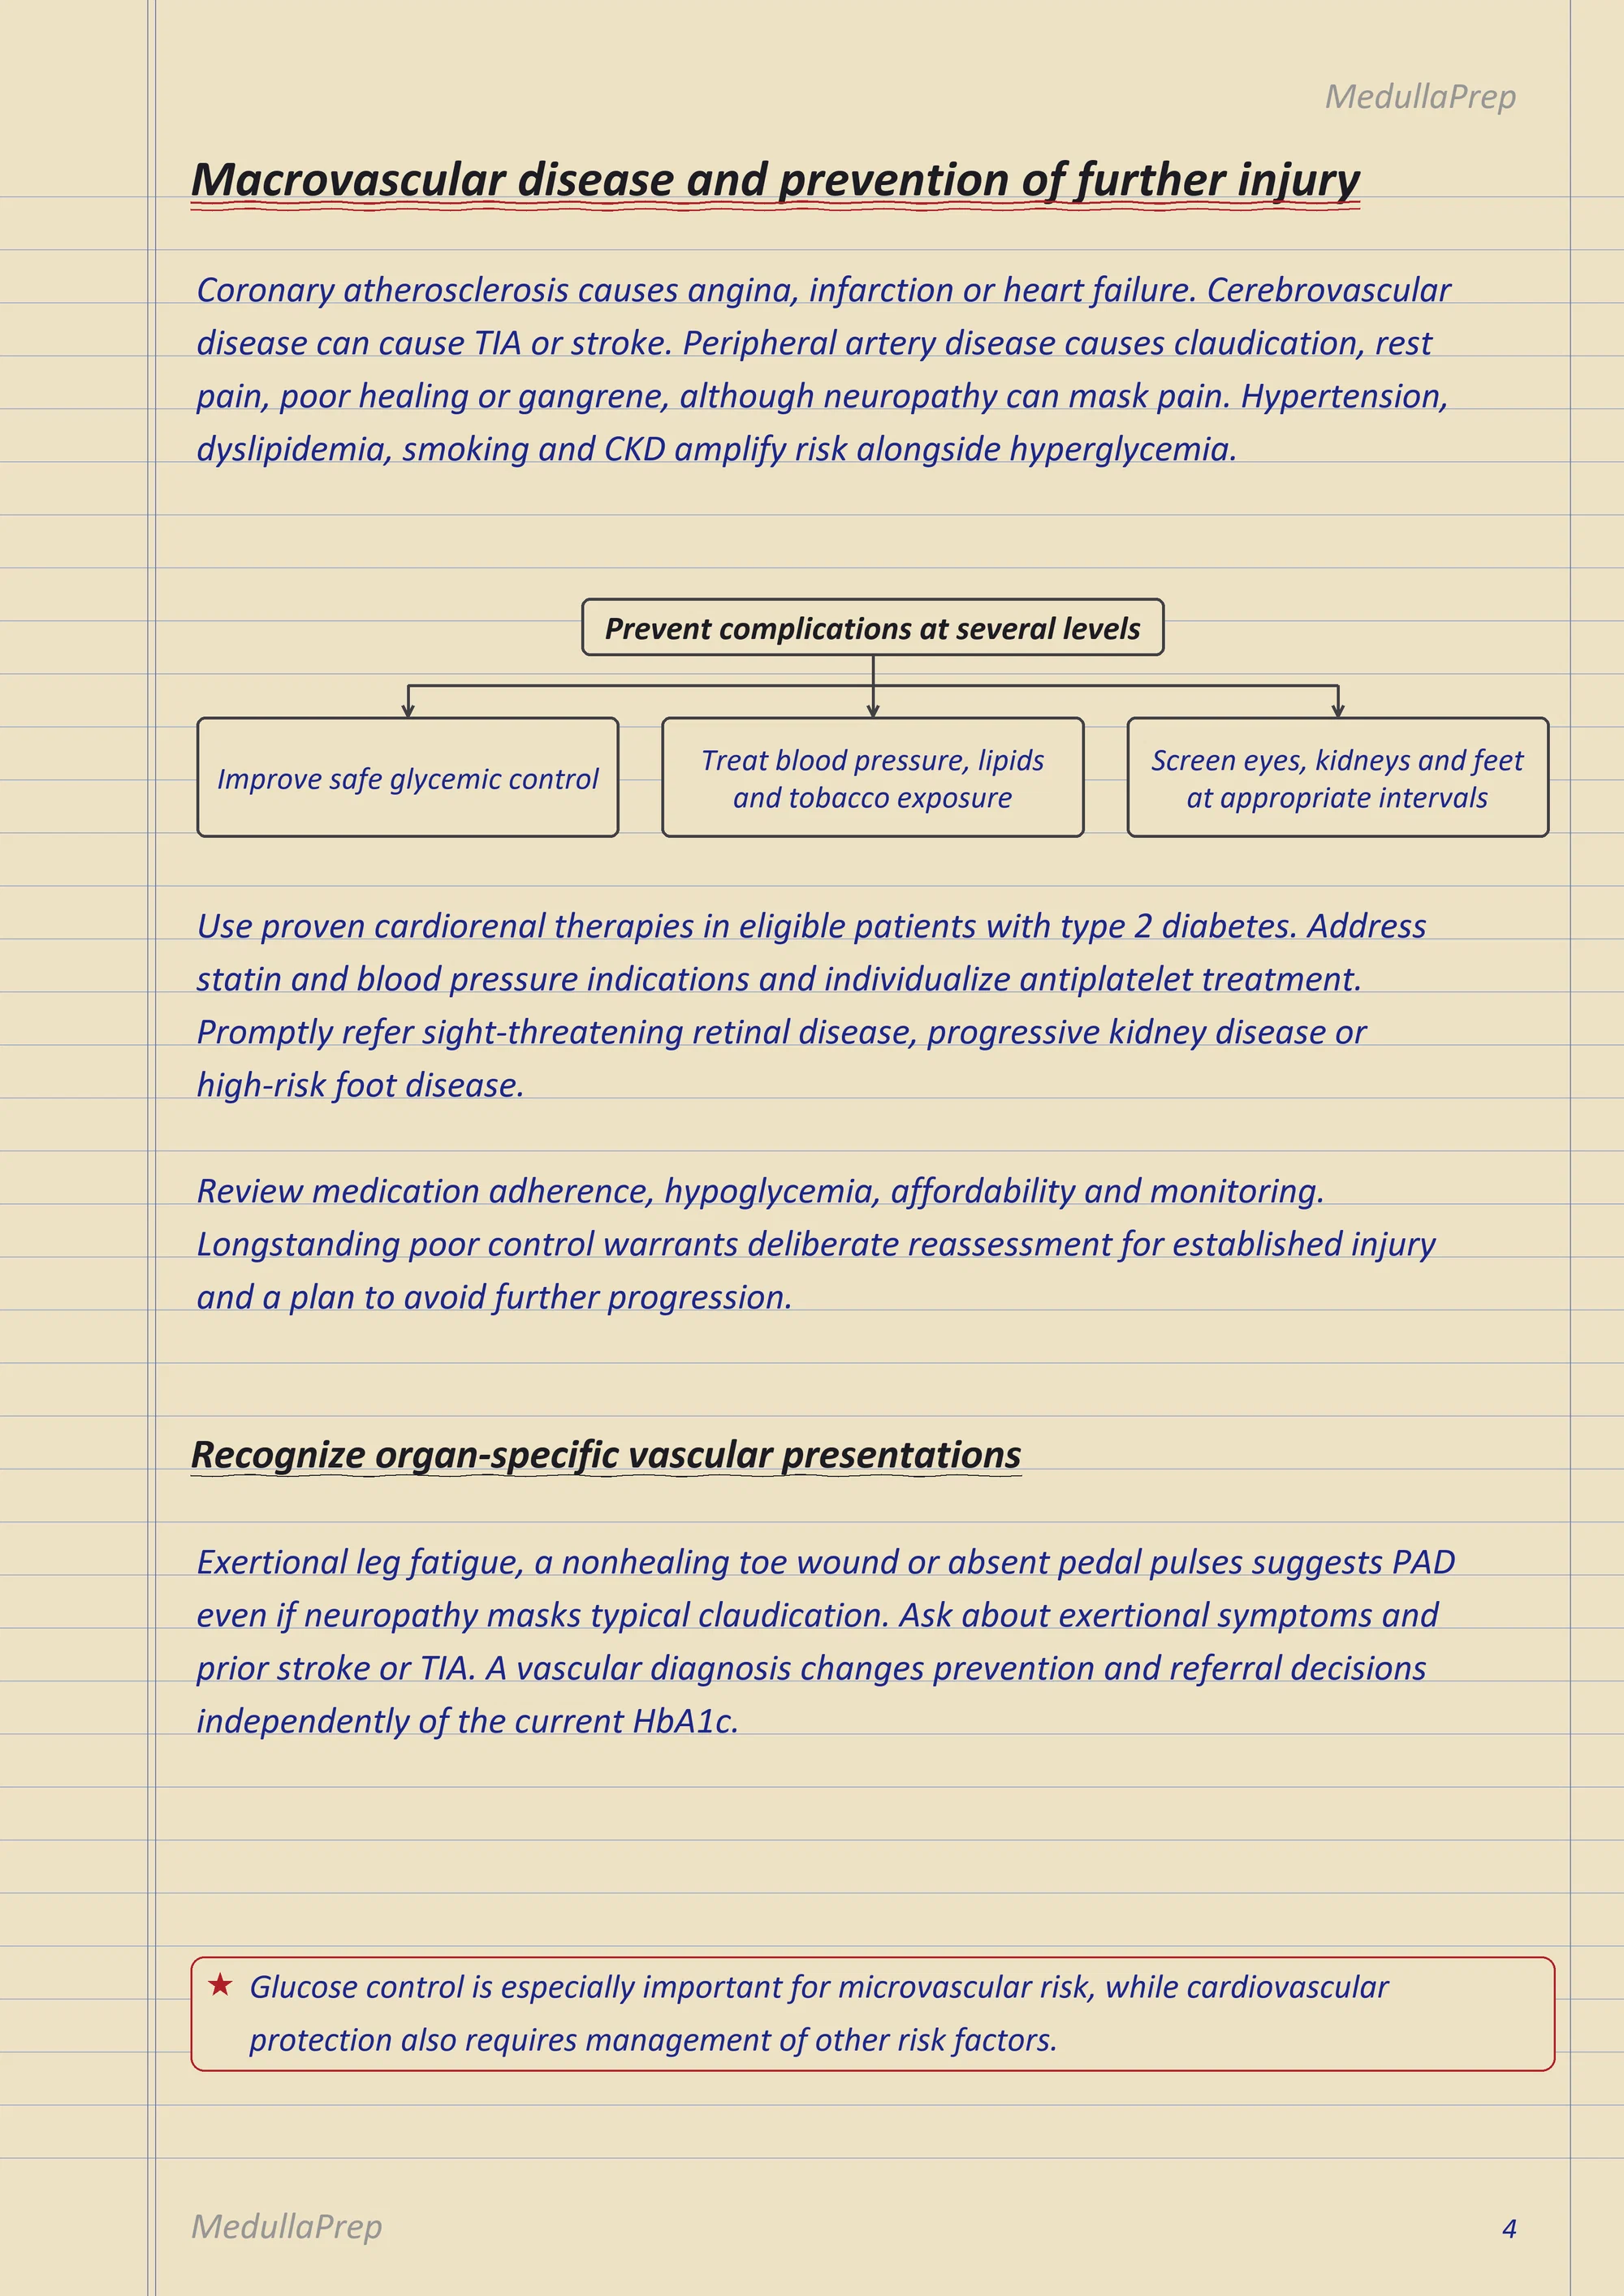 MedullaPrep
Macrovascular disease and prevention of further injury
Coronary atherosclerosis causes angina, infarction or heart failure. Cerebrovascular
disease can cause TIA or stroke. Peripheral artery disease causes claudication, rest
pain, poor healing or gangrene, although neuropathy can mask pain. Hypertension,
dyslipidemia, smoking and CKD amplify risk alongside hyperglycemia.
Prevent complications at several levels
Improve safe glycemic control
Treat blood pressure, lipids
and tobacco exposure
Screen eyes, kidneys and feet
at appropriate intervals
Use proven cardiorenal therapies in eligible patients with type 2 diabetes. Address
statin and blood pressure indications and individualize antiplatelet treatment.
Promptly refer sight-threatening retinal disease, progressive kidney disease or
high-risk foot disease.
Review medication adherence, hypoglycemia, affordability and monitoring.
Longstanding poor control warrants deliberate reassessment for established injury
and a plan to avoid further progression.
Recognize organ-specific vascular presentations
Exertional leg fatigue, a nonhealing toe wound or absent pedal pulses suggests PAD
even if neuropathy masks typical claudication. Ask about exertional symptoms and
prior stroke or TIA. A vascular diagnosis changes prevention and referral decisions
independently of the current HbA1c.
★ Glucose control is especially important for microvascular risk, while cardiovascular
protection also requires management of other risk factors.
MedullaPrep
4